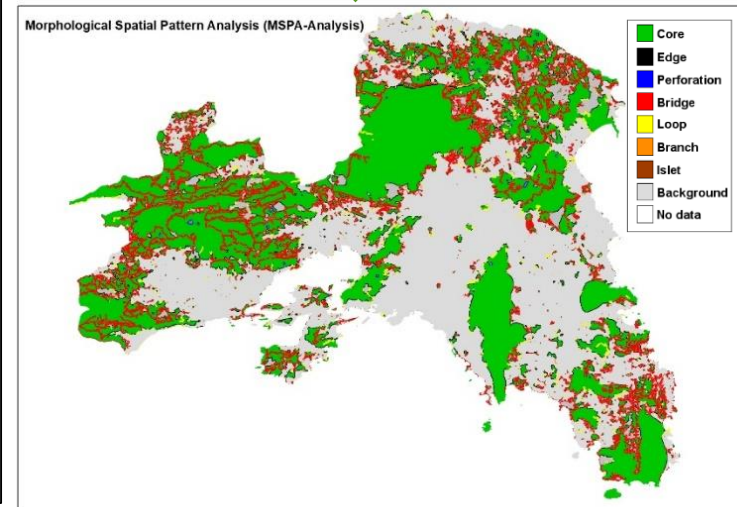 Morphological Spatial Pattern Analysis (MSPA-Analysis)
Core
Edge
Perforation
Bridge
Loop
Branch
Islet
Background
No data